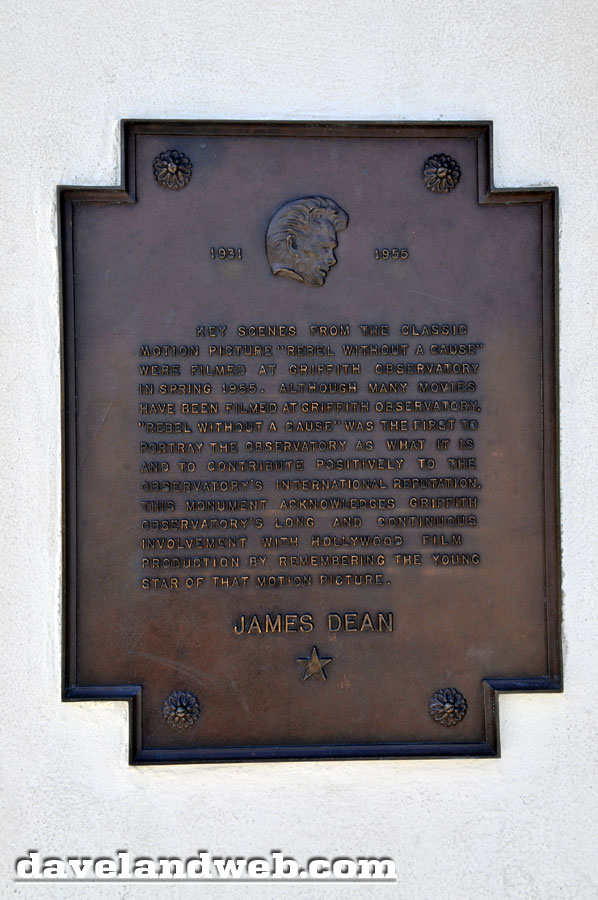 1931 1955
KEY SCENES FROM THE CLASSIC
MOTION PICTURE "REBEL WITHOUT A CAUSE"
WERE FILMED AT GRIFFITH OBSERVATORY
IN SPRING 1955. ALTHOUGH MANY MOVIES
HAVE BEEN FILMED AT GRIFFITH OBSERVATORY,
"REBEL WITHOUT A CAUSE" WAS THE FIRST TO
PORTRAY THE OBSERVATORY AS WHAT IT IS
AND TO CONTRIBUTE POSITIVELY TO THE
OBSERVATORY'S INTERNATIONAL REPUTATION.
THIS MONUMENT ACKNOWLEDGES GRIFFITH
OBSERVATORY'S LONG AND CONTINUOUS
INVOLVEMENT WITH HOLLYWOOD FILM
PRODUCTION BY REMEMBERING THE YOUNG
STAR OF THAT MOTION PICTURE.
JAMES DEAN
davelandweb.com